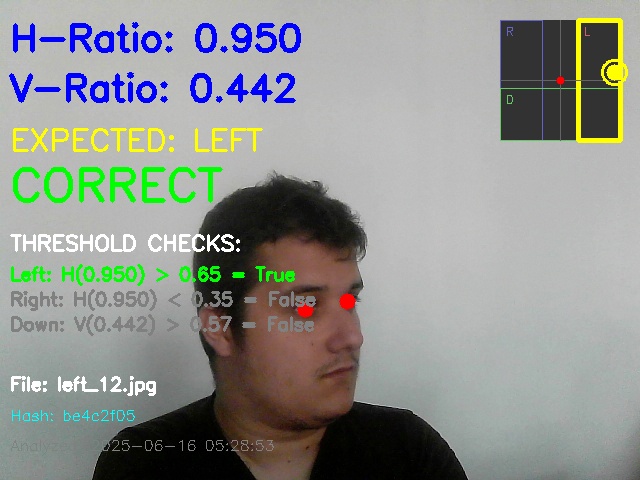 H-Ratio: 0.950
V-Ratio: 0.442
EXPECTED: LEFT
CORRECT
THRESHOLD CHECKS:
Left: H(0.950) > 0.65 = True
Right: H(0.950) < 0.35 = False
Down: V(0.442) > 0.57 = False
File: left_12.jpg
Hash: be4c2f05
2025-06-16 05:28:53
R
L
D